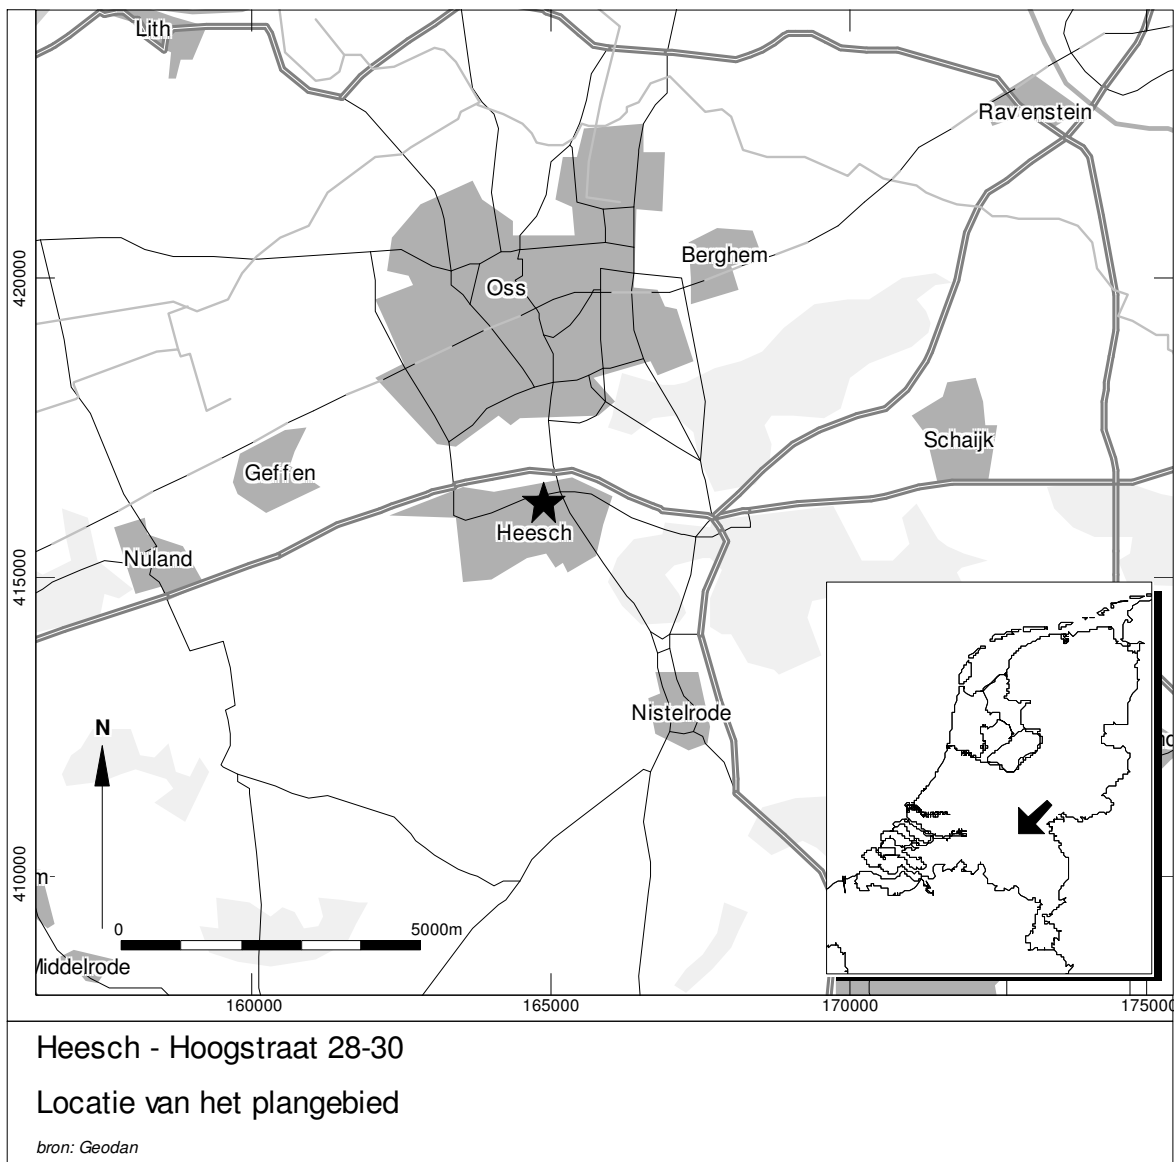 Lith
Ravenstein
Berghem
Oss
420000
Schaijk
Geffen
Heesch
Nuland
415000
Nistelrode
N
410000
m
0 5000m
Middelrode
160000 165000 170000 175000
Heesch - Hoogstraat 28-30
Locatie van het plangebied
bron: Geodan